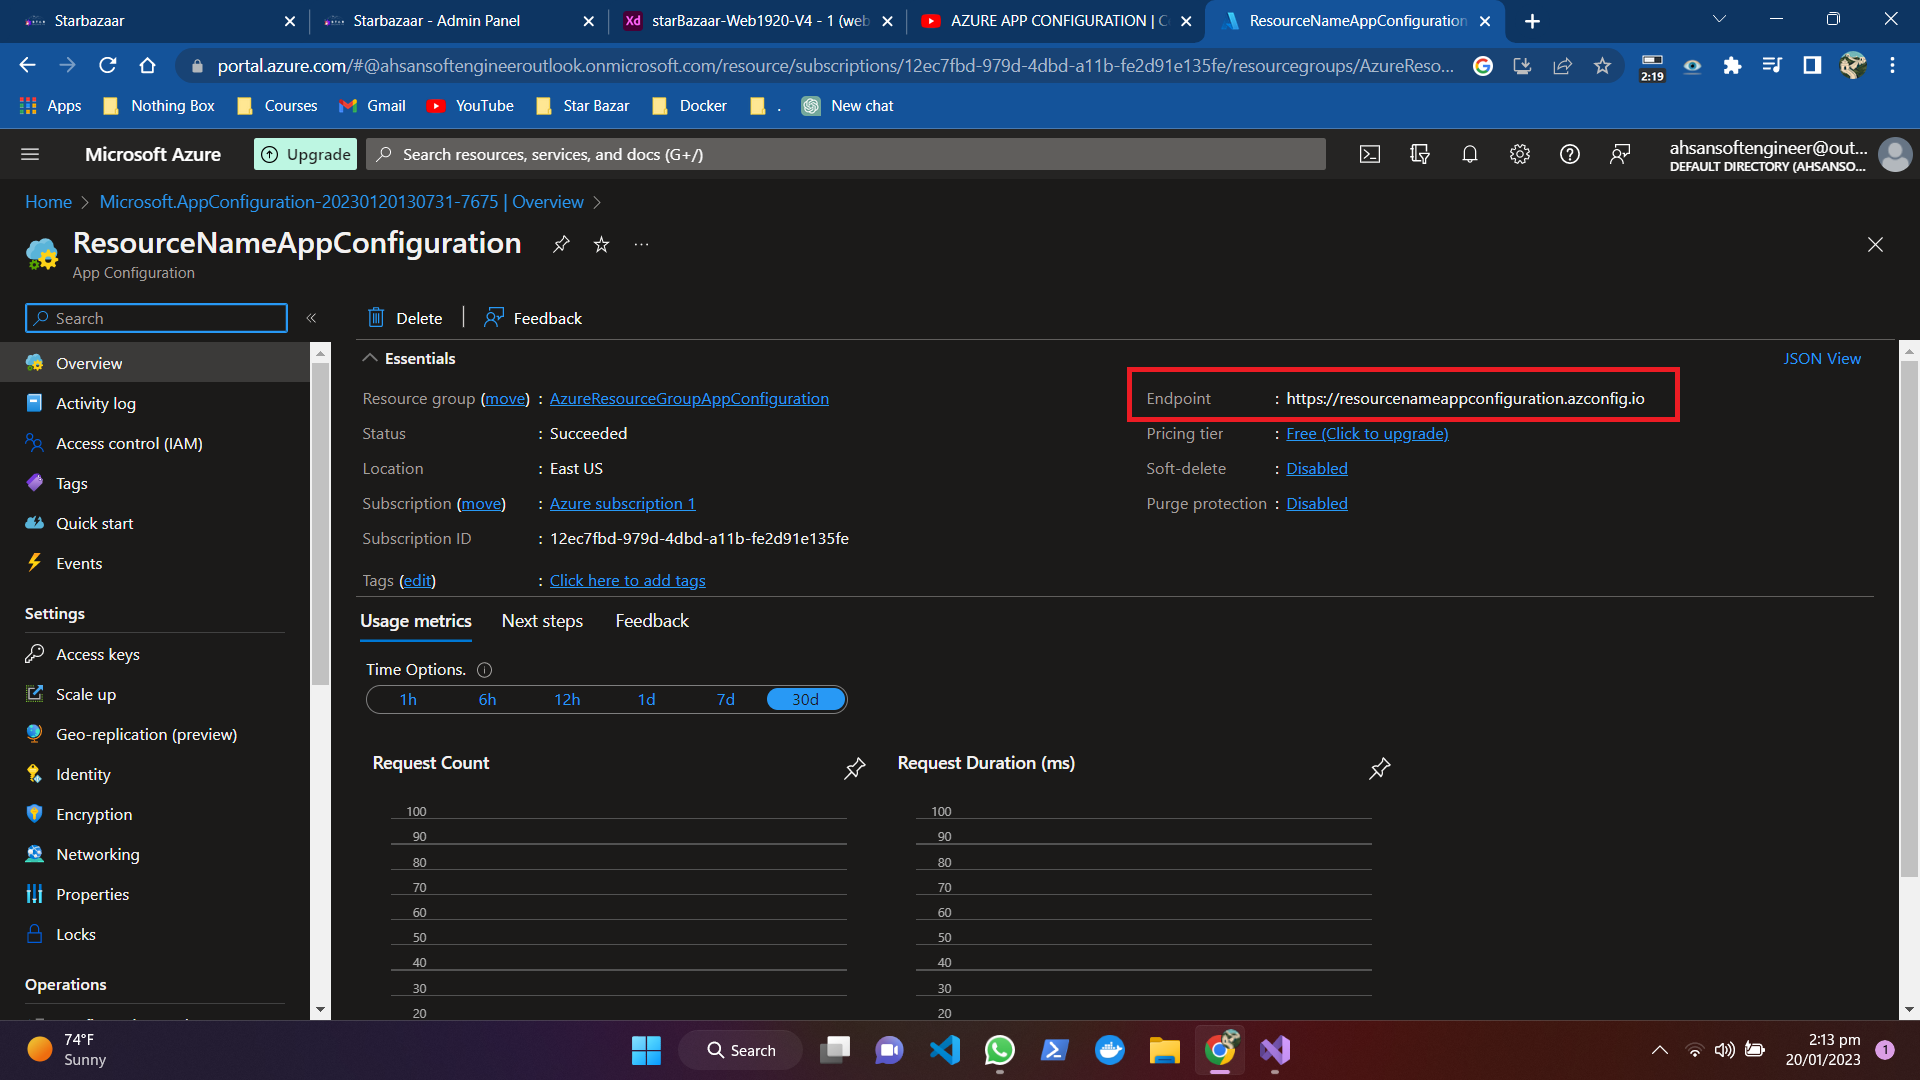 Starbazaar
Starbazaar - Admin Panel
Xd
starBazaar-Web1920-V4 - 1 (web
AZURE APP CONFIGURATION | C
ResourceNameAppConfiguration
portal.azure.com/#@ahsansoftengineeroutlook.onmicrosoft.com/resource/subscriptions/12ec7fbd-979d-4dbd-a11b-fe2d91e135fe/resourcegroups/AzureReso...
2:19
Apps
Nothing Box
Courses
Gmail
YouTube
Star Bazar
Docker
.
New chat
Microsoft Azure
Upgrade
Search resources, services, and docs (G+/)
ahsansoftengineer@out...
DEFAULT DIRECTORY (AHSANSO...
Home
Microsoft.AppConfiguration-20230120130731-7675 | Overview
ResourceNameAppConfiguration
...
App Configuration
Search
«
Delete
Feedback
Overview
Activity log
Access control (IAM)
Tags
Quick start
Events
Settings
Access keys
Scale up
Geo-replication (preview)
Identity
Encryption
Networking
Properties
Locks
Operations
Essentials
JSON View
Resource group (move) : AzureResourceGroupAppConfiguration
Status : Succeeded
Location : East US
Subscription (move) : Azure subscription 1
Subscription ID : 12ec7fbd-979d-4dbd-a11b-fe2d91e135fe
Tags (edit) : Click here to add tags
Endpoint : https://resourcenameappconfiguration.azconfig.io
Pricing tier : Free (Click to upgrade)
Soft-delete : Disabled
Purge protection : Disabled
Usage metrics
Next steps
Feedback
Time Options.
1h 6h 12h 1d 7d 30d
Request Count
100
90
80
70
60
50
40
30
20
Request Duration (ms)
100
90
80
70
60
50
40
30
20
74°F
Sunny
Search
2:13 pm
20/01/2023
1